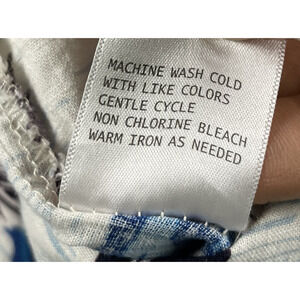 MACHINE WASH COLD
WITH LIKE COLORS
GENTLE CYCLE
NON CHLORINE BLEACH
WARM IRON AS NEEDED